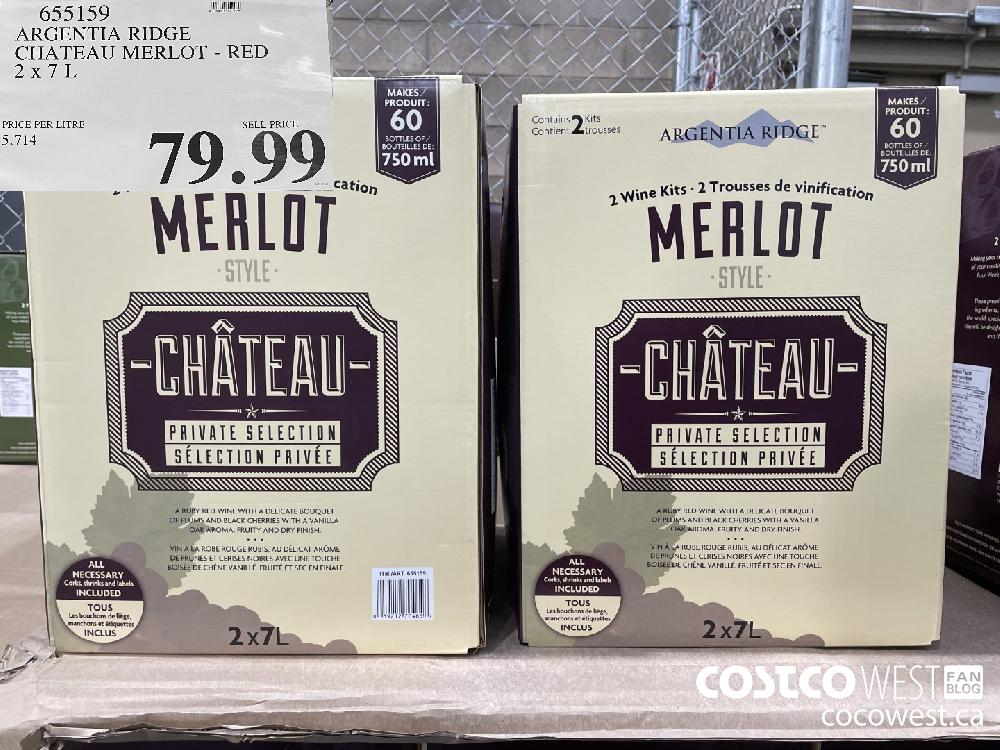 655159
ARGENTIA RIDGE
CHATEAU MERLOT - RED
2 x 7 L
PRICE PER LITRE
5.714
SELL PRICE
79.99
MAKES/
PRODUIT:
60
BOTTLES OF/
BOUTEILLES DE:
750 ml
cation
MERLOT
· STYLE ·
-CHÂTEAU-
PRIVATE SELECTION
SÉLECTION PRIVÉE
A RUBY RED WINE WITH A DELICATE BOUQUET
OF PLUMS AND BLACK CHERRIES WITH A VANILLA
OAK AROMA. FRUITY AND DRY FINISH.
• • •
VIN À LA ROBE ROUGE RUBIS, AU DÉLICAT ARÔME
DE PRUNES ET CERISES NOIRES AVEC UNE TOUCHE
BOISÉE DE CHÊNE VANILLÉ. FRUITÉ ET SEC EN FINALE
ALL
NECESSARY
Corks, shrinks and labels
INCLUDED
TOUS
Les bouchons de liège,
manchons et étiquettes
INCLUS
ITM./ART. 655159
2x7L
Contains 2 Kits
Contient 2 trousses
ARGENTIA RIDGE™
MAKES/
PRODUIT:
60
BOTTLES OF/
BOUTEILLES DE:
750 ml
2 Wine Kits · 2 Trousses de vinification
MERLOT
· STYLE ·
-CHÂTEAU-
PRIVATE SELECTION
SÉLECTION PRIVÉE
A RUBY RED WINE WITH A DELICATE BOUQUET
OF PLUMS AND BLACK CHERRIES WITH A VANILLA
OAK AROMA. FRUITY AND DRY FINISH.
• • •
VIN À LA ROBE ROUGE RUBIS, AU DÉLICAT ARÔME
DE PRUNES ET CERISES NOIRES AVEC UNE TOUCHE
BOISÉE DE CHÊNE VANILLÉ. FRUITÉ ET SEC EN FINALE.
ALL
NECESSARY
Corks, shrinks and labels
INCLUDED
TOUS
Les bouchons de liège,
manchons et étiquettes
INCLUS
2x7L
COSTCO WEST FAN BLOG
cocowest.ca